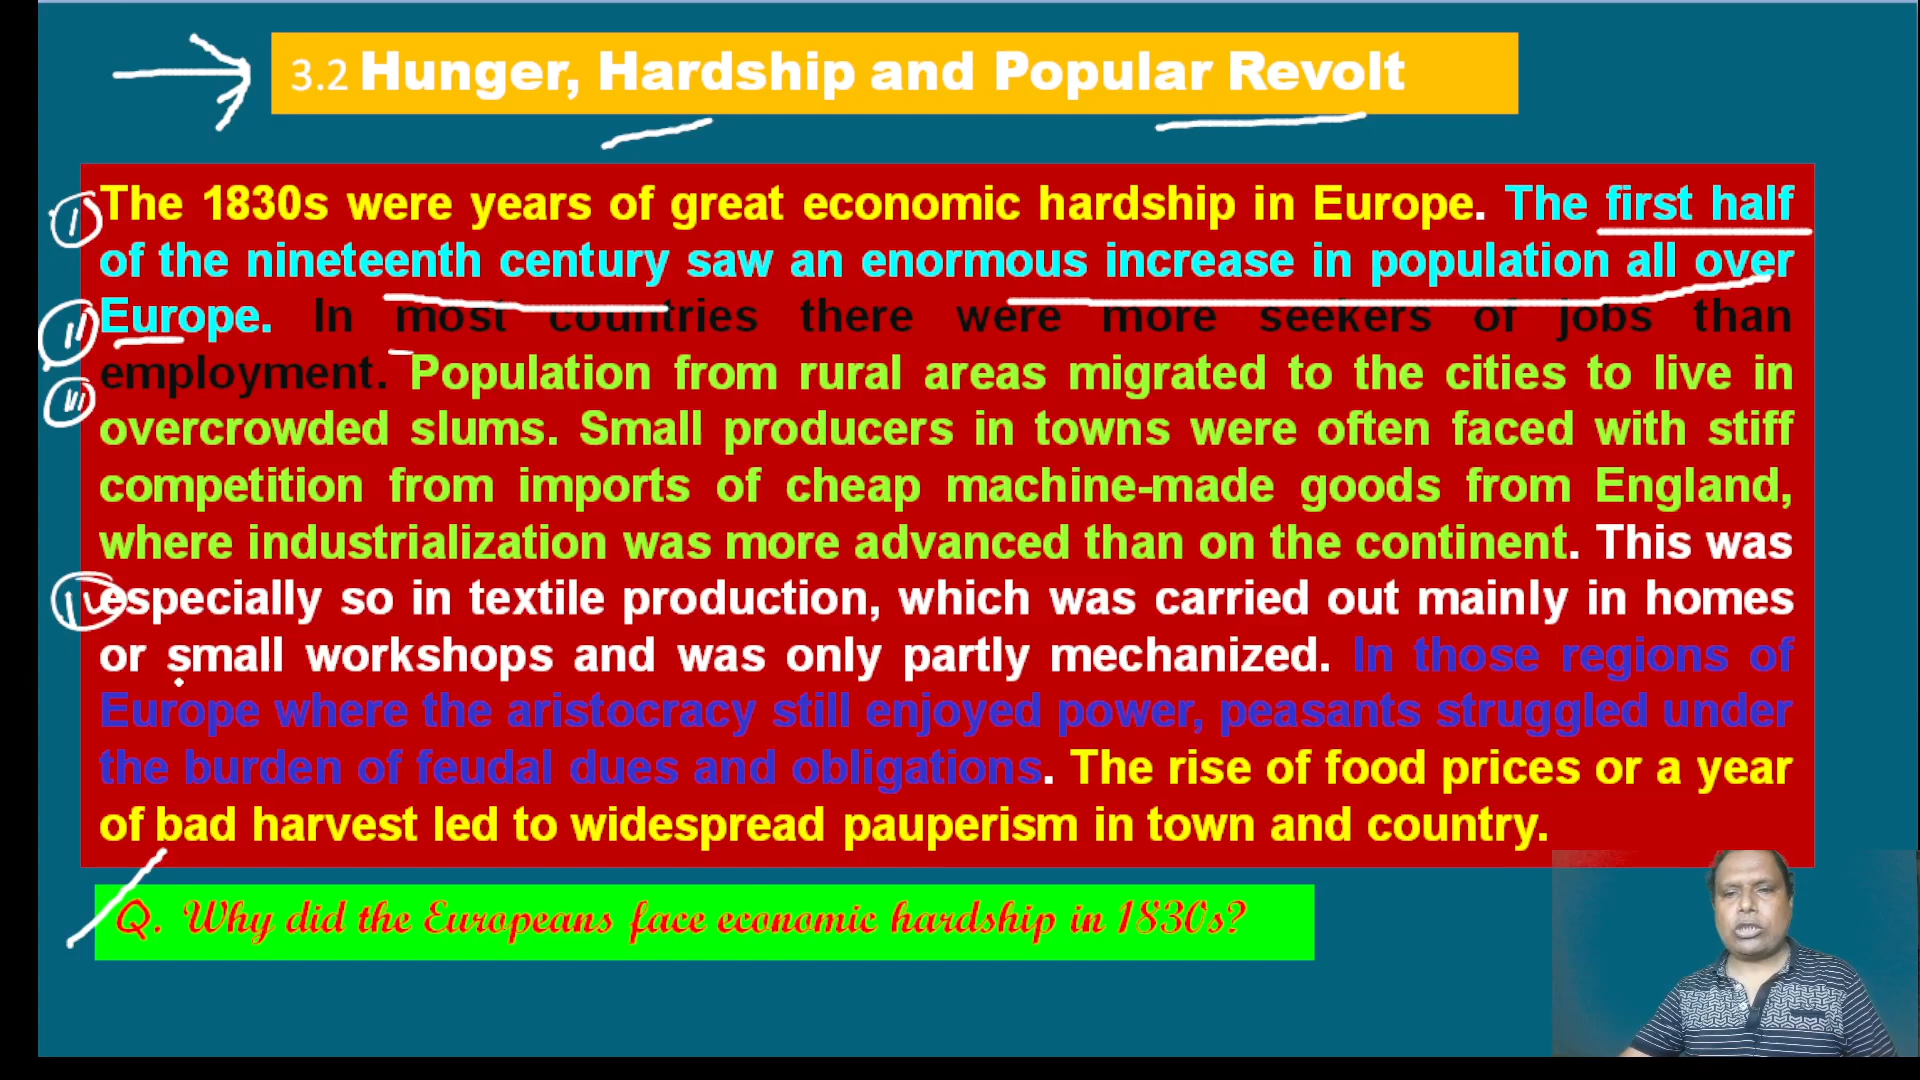 3.2 Hunger, Hardship and Popular Revolt
I The 1830s were years of great economic hardship in Europe. The first half
of the nineteenth century saw an enormous increase in population all over
II Europe. In most countries there were more seekers of jobs than
employment. Population from rural areas migrated to the cities to live in
III overcrowded slums. Small producers in towns were often faced with stiff
competition from imports of cheap machine-made goods from England,
where industrialization was more advanced than on the continent. This was
IV especially so in textile production, which was carried out mainly in homes
or small workshops and was only partly mechanized. In those regions of
Europe where the aristocracy still enjoyed power, peasants struggled under
the burden of feudal dues and obligations. The rise of food prices or a year
of bad harvest led to widespread pauperism in town and country.
Q. Why did the Europeans face economic hardship in 1830s?